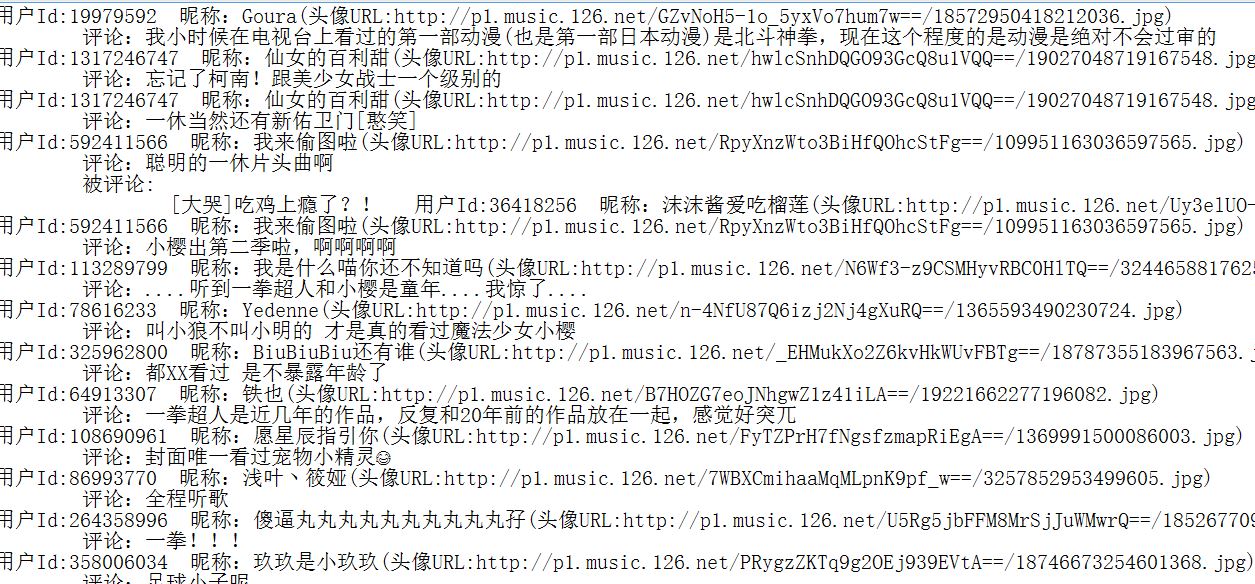 用户Id:19979592  昵称：Goura(头像URL:http://p1.music.126.net/GZvNoH5-1o_5yxVo7hum7w==/18572950418212036.jpg)
评论：我小时候在电视台上看过的第一部动漫(也是第一部日本动漫)是北斗神拳，现在这个程度的是动漫是绝对不会过审的
用户Id:1317246747  昵称：仙女的百利甜(头像URL:http://p1.music.126.net/hw1cSnhDQGO93GcQ8u1VQQ==/19027048719167548.jpg
评论：忘记了柯南！跟美少女战士一个级别的
用户Id:1317246747  昵称：仙女的百利甜(头像URL:http://p1.music.126.net/hw1cSnhDQGO93GcQ8u1VQQ==/19027048719167548.jpg
评论：一休当然还有新佑卫门[憨笑]
用户Id:592411566  昵称：我来偷图啦(头像URL:http://p1.music.126.net/RpyXnzWto3BiHfQOhcStFg==/109951163036597565.jpg)
评论：聪明的一休片头曲啊
被评论:
[大哭]吃鸡上瘾了？！  用户Id:36418256  昵称：沫沫酱爱吃榴莲(头像URL:http://p1.music.126.net/Uy3elU0-
用户Id:592411566  昵称：我来偷图啦(头像URL:http://p1.music.126.net/RpyXnzWto3BiHfQOhcStFg==/109951163036597565.jpg)
评论：小樱出第二季啦，啊啊啊啊
用户Id:113289799  昵称：我是什么喵你还不知道吗(头像URL:http://p1.music.126.net/N6Wf3-z9CSMHyvRBC0HlTQ==/3244658817625
评论：....听到一拳超人和小樱是童年....我惊了....
用户Id:78616233  昵称：Yedenne(头像URL:http://p1.music.126.net/n-4NfU87Q6izj2Nj4gXuRQ==/1365593490230724.jpg)
评论：叫小狼不叫小明的 才是真的看过魔法少女小樱
用户Id:325962800  昵称：BiuBiuBiu还有谁(头像URL:http://p1.music.126.net/_EHMukXo2Z6kvHkWUvFBTg==/18787355183967563.j
评论：都XX看过 是不暴露年龄了
用户Id:64913307  昵称：铁也(头像URL:http://p1.music.126.net/B7HOZG7eoJNhgwZ1z41iLA==/19221662277196082.jpg)
评论：一拳超人是近几年的作品，反复和20年前的作品放在一起，感觉好突兀
用户Id:108690961  昵称：愿星辰指引你(头像URL:http://p1.music.126.net/FyTZPrH7fNgsfzmapRiEgA==/1369991500086003.jpg)
评论：封面唯一看过宠物小精灵😊
用户Id:86993770  昵称：浅叶丶筱娅(头像URL:http://p1.music.126.net/7WBXCmihaaMqMLpnK9pf_w==/3257852953499605.jpg)
评论：全程听歌
用户Id:264358996  昵称：傻逼丸丸丸丸丸丸丸丸丸丸孖(头像URL:http://p1.music.126.net/U5Rg5jbFFM8MrSjJuWMwrQ==/185267709
评论：一拳！！！
用户Id:358006034  昵称：玖玖是小玖玖(头像URL:http://p1.music.126.net/PRygzZKTq9g2OEj939EVtA==/18746673254601368.jpg)
评论：足球小子呢